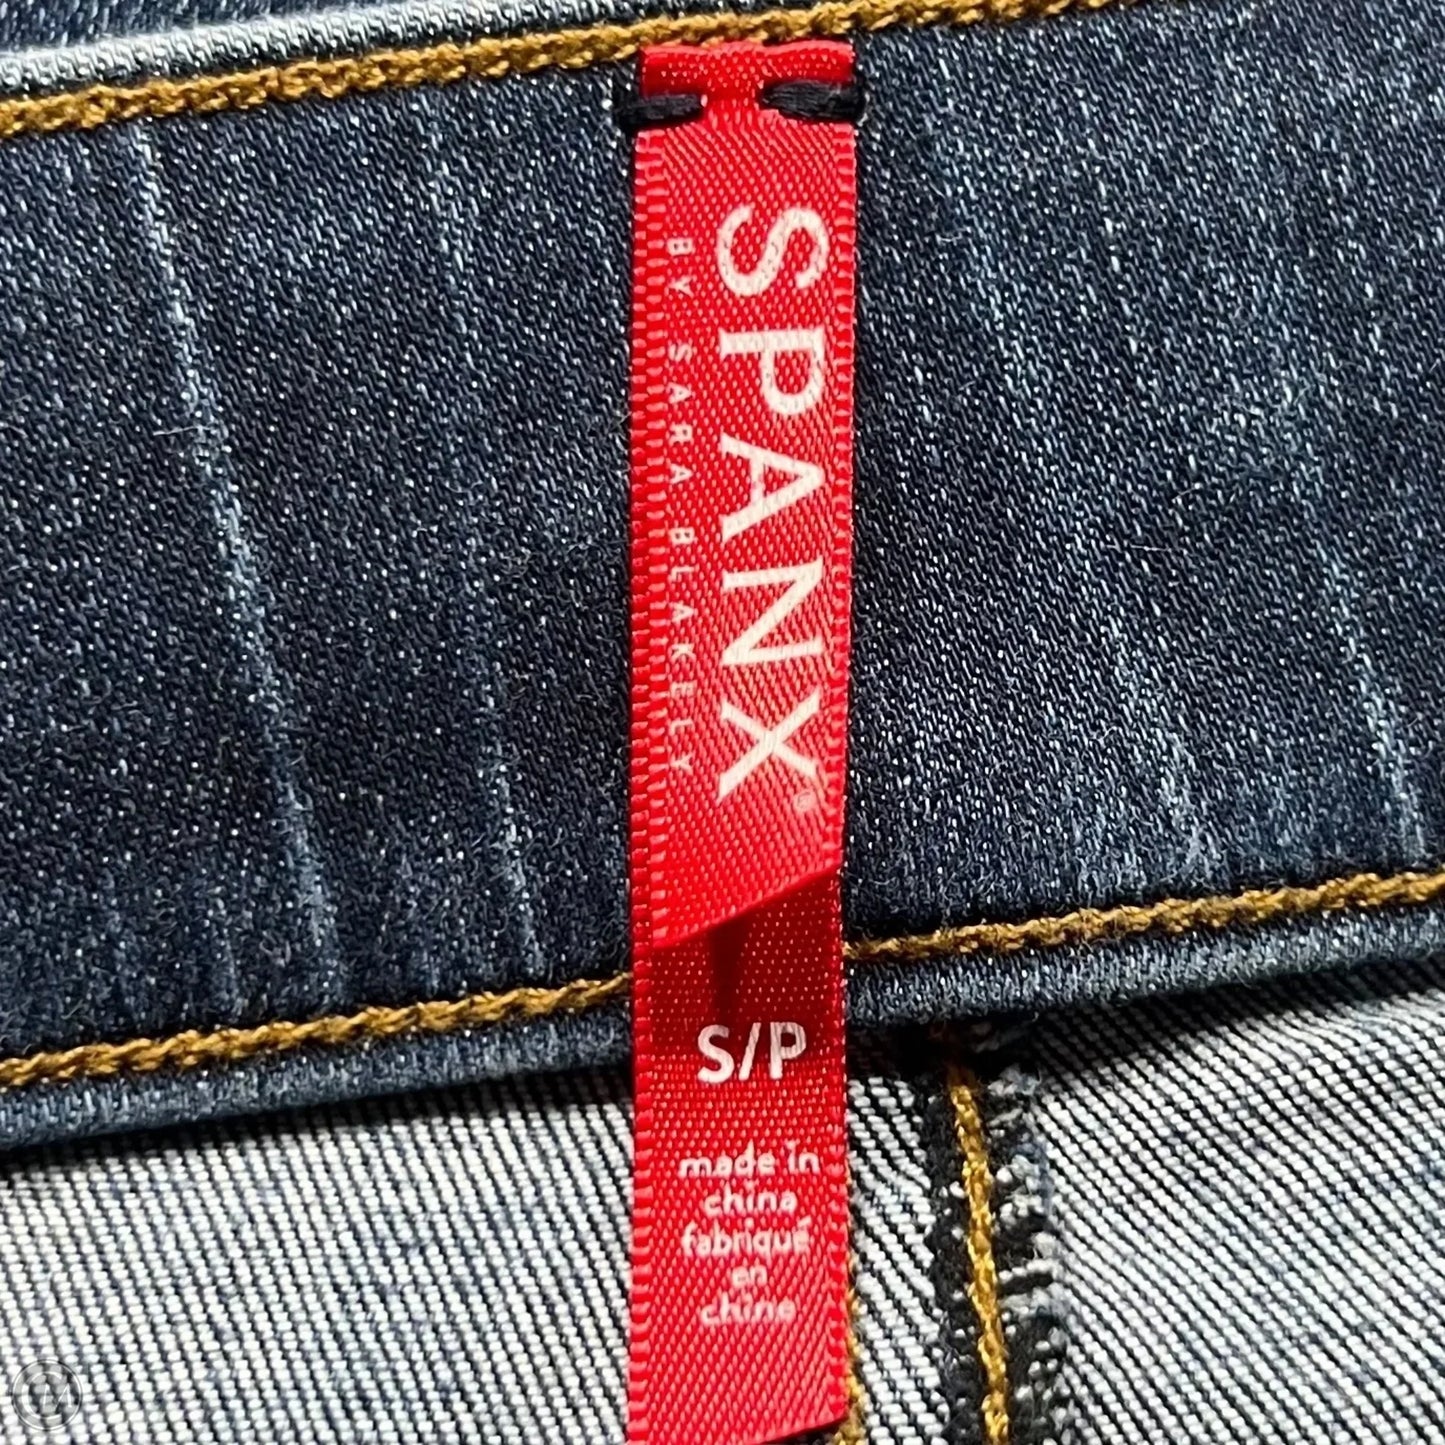 SPANX®
BY SARA BLAKELY
S/P
made in
china
fabriqué
en
chine